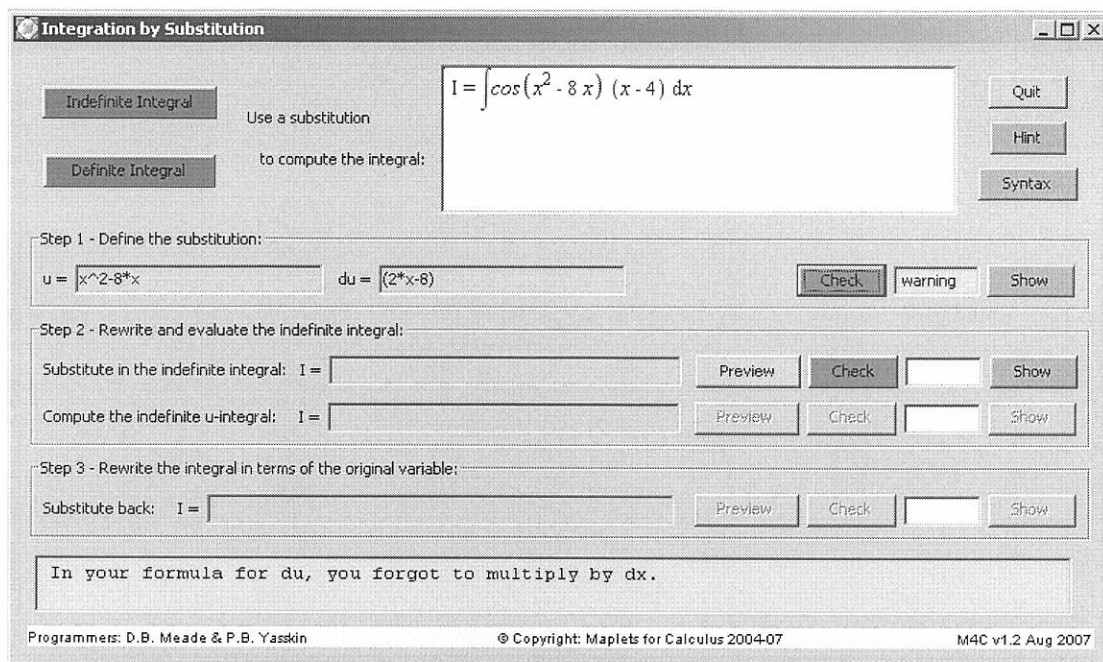 Integration by Substitution
Indefinite Integral
Definite Integral
Use a substitution
to compute the integral:
I = ∫cos(x² - 8 x) (x - 4) dx
Quit
Hint
Syntax
Step 1 - Define the substitution:
u = x^2-8*x du = (2*x-8) Check warning Show
Step 2 - Rewrite and evaluate the indefinite integral:
Substitute in the indefinite integral: I = Preview Check Show
Compute the indefinite u-integral: I = Preview Check Show
Step 3 - Rewrite the integral in terms of the original variable:
Substitute back: I = Preview Check Show
In your formula for du, you forgot to multiply by dx.
Programmers: D.B. Meade & P.B. Yasskin © Copyright: Maplets for Calculus 2004-07 M4C v1.2 Aug 2007